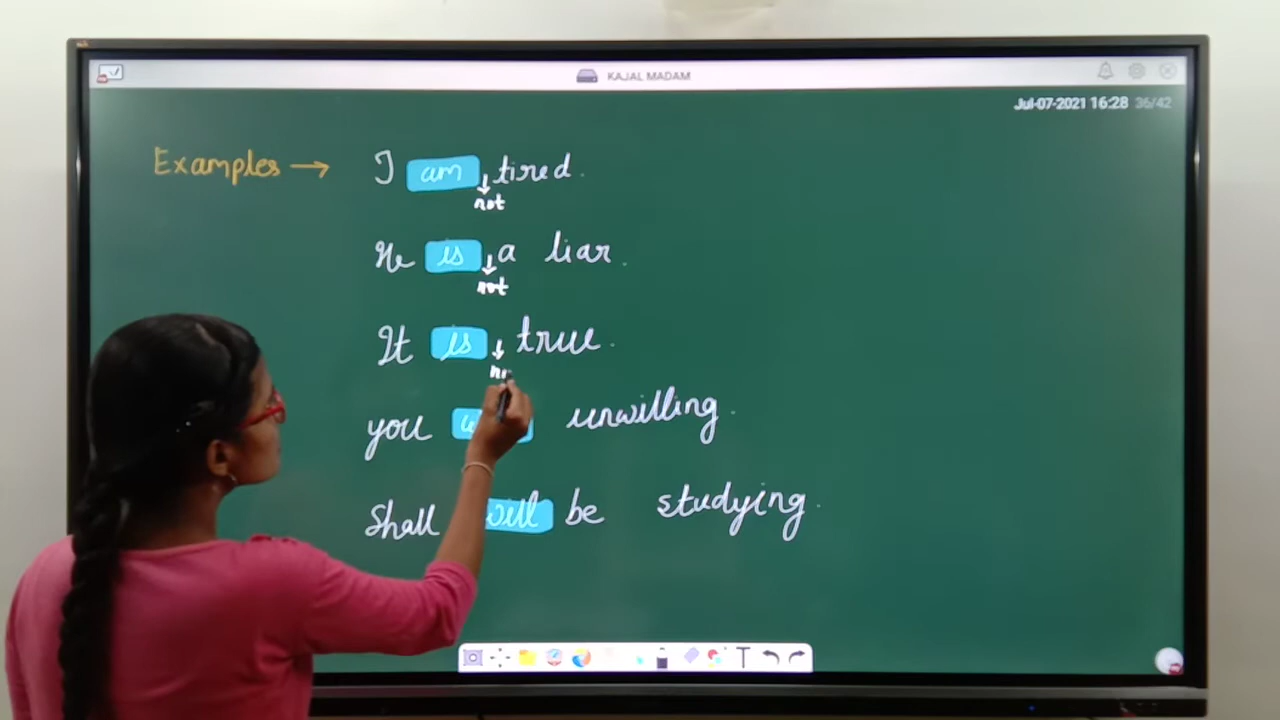 KAJAL MADAM
Jul-07-2021 16:28 36/42
Examples → I am ↓ tired.
not
He is ↓ a liar.
not
It is ↓ true.
you unwilling.
Shall will be studying.
T